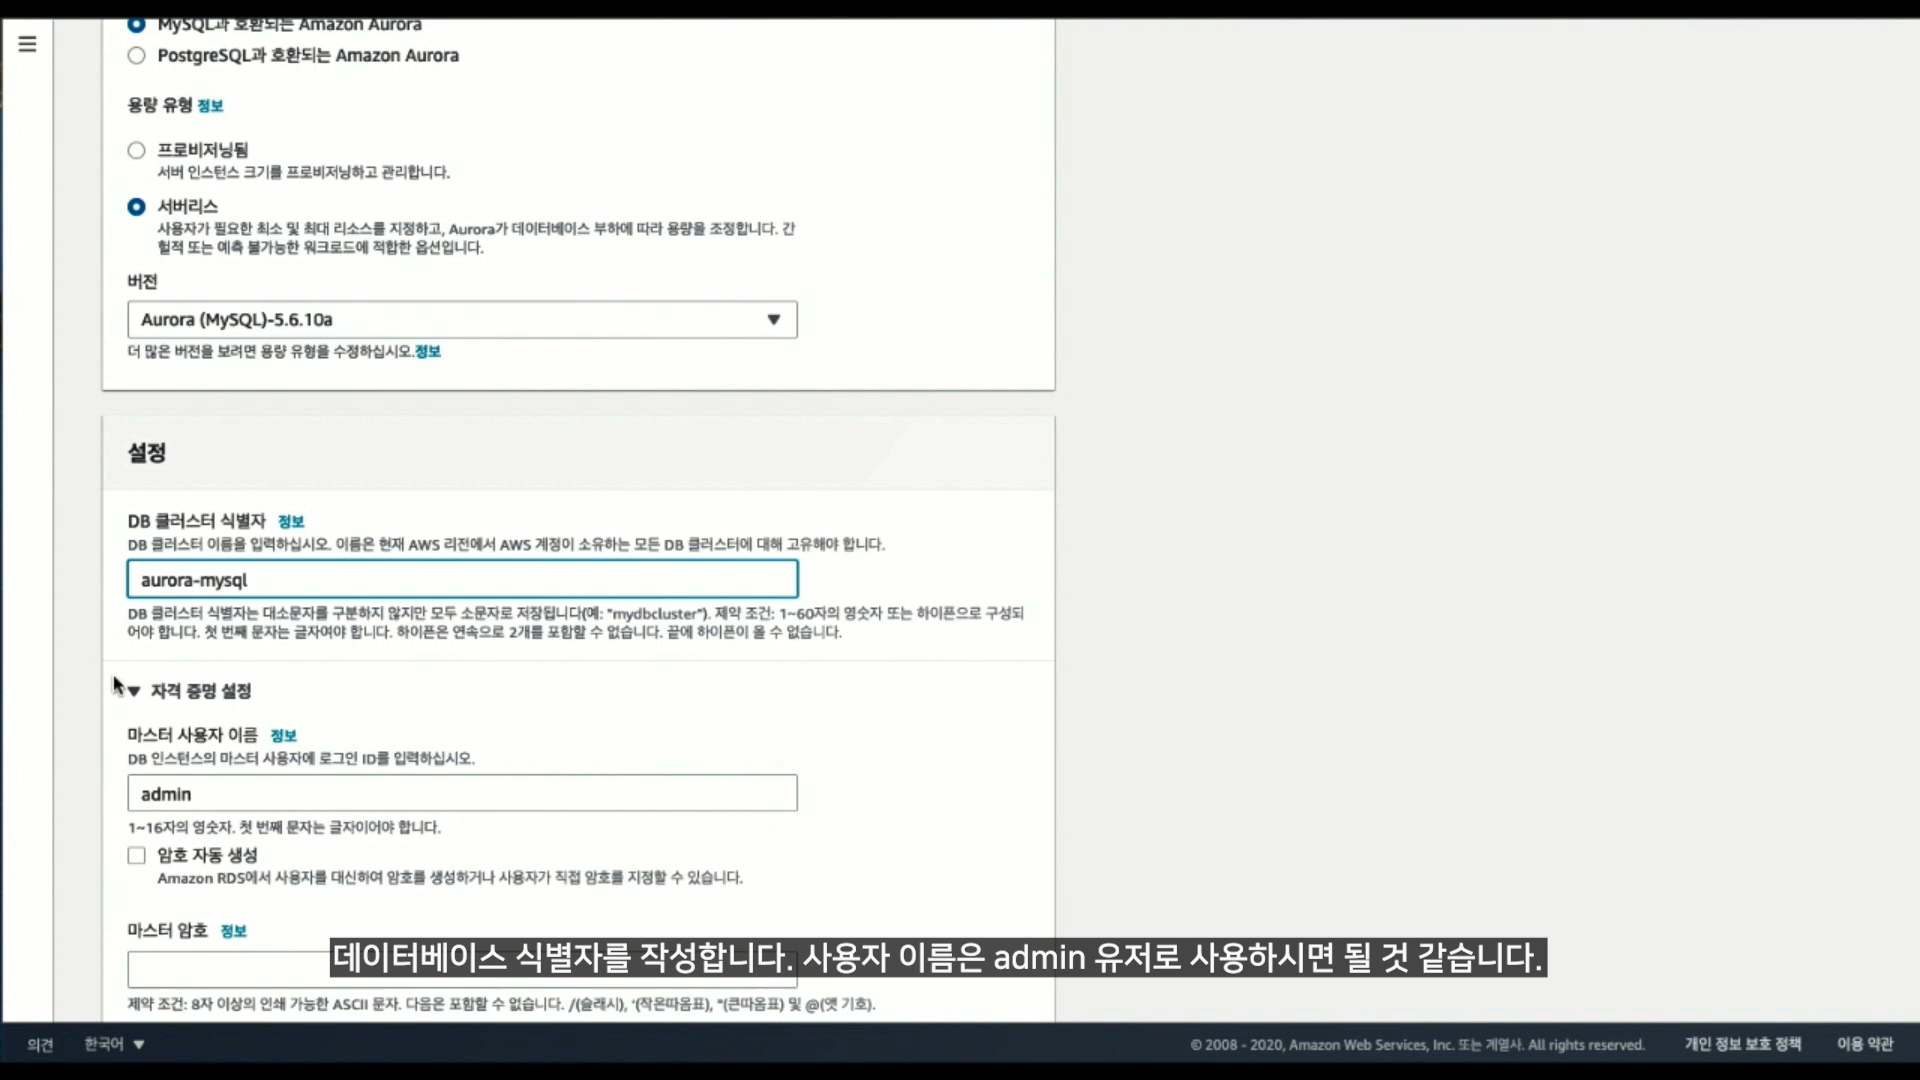 MySQL과 호환되는 Amazon Aurora
PostgreSQL과 호환되는 Amazon Aurora
용량 유형 정보
프로비저닝됨
서버 인스턴스 크기를 프로비저닝하고 관리합니다.
서버리스
사용자가 필요한 최소 및 최대 리소스를 지정하고, Aurora가 데이터베이스 부하에 따라 용량을 조정합니다. 간
헐적 또는 예측 불가능한 워크로드에 적합한 옵션입니다.
버전
Aurora (MySQL)-5.6.10a
더 많은 버전을 보려면 용량 유형을 수정하십시오.정보
설정
DB 클러스터 식별자 정보
DB 클러스터 이름을 입력하십시오. 이름은 현재 AWS 리전에서 AWS 계정이 소유하는 모든 DB 클러스터에 대해 고유해야 합니다.
aurora-mysql
DB 클러스터 식별자는 대소문자를 구분하지 않지만 모두 소문자로 저장됩니다(예: "mydbcluster"). 제약 조건: 1~60자의 영숫자 또는 하이픈으로 구성되
어야 합니다. 첫 번째 문자는 글자여야 합니다. 하이픈은 연속으로 2개를 포함할 수 없습니다. 끝에 하이픈이 올 수 없습니다.
자격 증명 설정
마스터 사용자 이름 정보
DB 인스턴스의 마스터 사용자에 로그인 ID를 입력하십시오.
admin
1~16자의 영숫자. 첫 번째 문자는 글자이어야 합니다.
암호 자동 생성
Amazon RDS에서 사용자를 대신하여 암호를 생성하거나 사용자가 직접 암호를 지정할 수 있습니다.
마스터 암호 정보
데이터베이스 식별자를 작성합니다. 사용자 이름은 admin 유저로 사용하시면 될 것 같습니다.
제약 조건: 8자 이상의 인쇄 가능한 ASCII 문자. 다음은 포함할 수 없습니다. /(슬래시), '(작은따옴표), "(큰따옴표) 및 @(앳 기호).
의견 한국어 © 2008 - 2020, Amazon Web Services, Inc. 또는 계열사. All rights reserved. 개인 정보 보호 정책 이용 약관